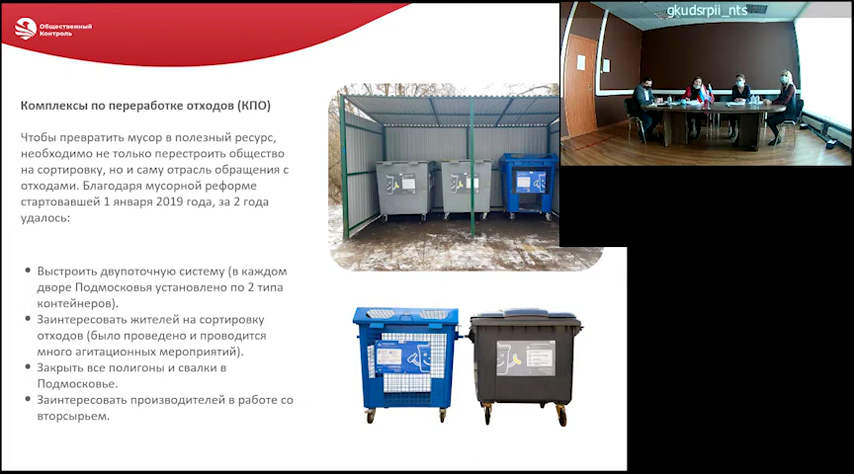 Общественный
Контроль
gkudsrpii_nts
Комплексы по переработке отходов (КПО)
Чтобы превратить мусор в полезный ресурс,
необходимо не только перестроить общество
на сортировку, но и саму отрасль обращения с
отходами. Благодаря мусорной реформе
стартовавшей 1 января 2019 года, за 2 года
удалось:
• Выстроить двупоточную систему (в каждом
дворе Подмосковья установлено по 2 типа
контейнеров).
• Заинтересовать жителей на сортировку
отходов (было проведено и проводится
много агитационных мероприятий).
• Закрыть все полигоны и свалки в
Подмосковье.
• Заинтересовать производителей в работе со
вторсырьем.